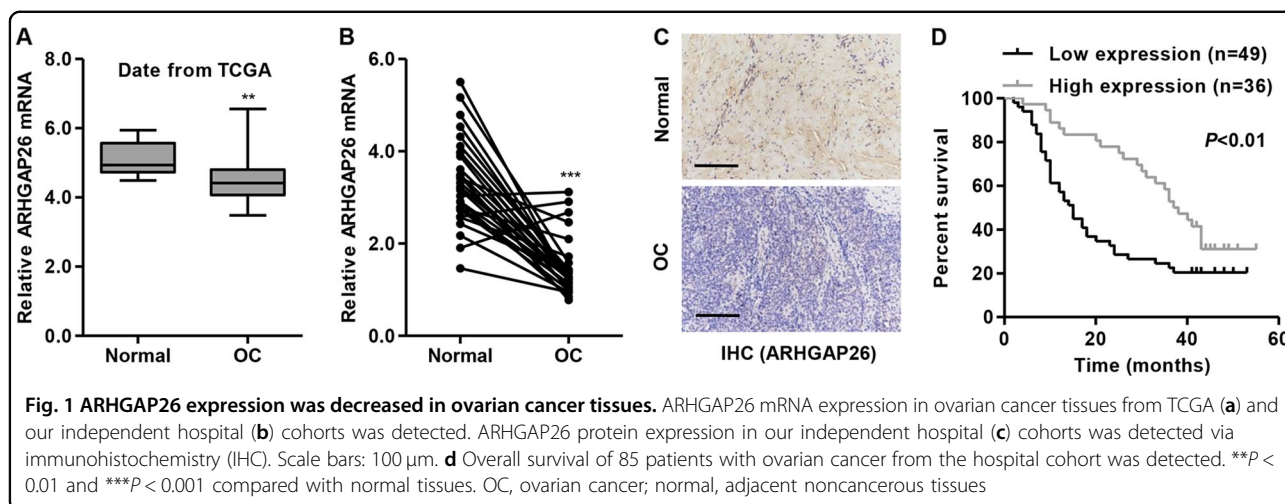 A
Date from TCGA
**
Relative ARHGAP26 mRNA
8.0
6.0
4.0
2.0
0.0
Normal
OC
B
***
Relative ARHGAP26 mRNA
6.0
4.0
2.0
0.0
Normal
OC
C
Normal
OC
IHC (ARHGAP26)
D
Low expression (n=49)
High expression (n=36)
P<0.01
Percent survival
100
80
60
40
20
0
0
20
40
60
Time (months)
Fig. 1 ARHGAP26 expression was decreased in ovarian cancer tissues. ARHGAP26 mRNA expression in ovarian cancer tissues from TCGA (a) and
our independent hospital (b) cohorts was detected. ARHGAP26 protein expression in our independent hospital (c) cohorts was detected via
immunohistochemistry (IHC). Scale bars: 100 μm. d Overall survival of 85 patients with ovarian cancer from the hospital cohort was detected. **P <
0.01 and ***P < 0.001 compared with normal tissues. OC, ovarian cancer; normal, adjacent noncancerous tissues